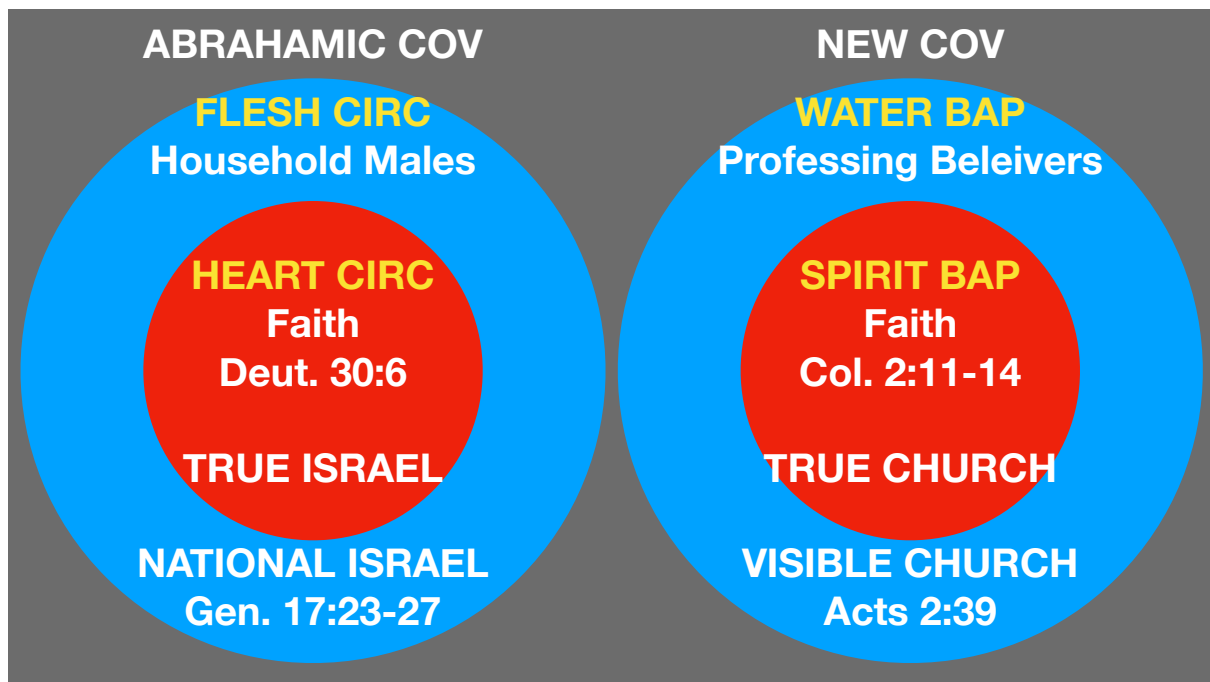 ABRAHAMIC COV
FLESH CIRC
Household Males
HEART CIRC
Faith
Deut. 30:6
TRUE ISRAEL
NATIONAL ISRAEL
Gen. 17:23-27
NEW COV
WATER BAP
Professing Beleivers
SPIRIT BAP
Faith
Col. 2:11-14
TRUE CHURCH
VISIBLE CHURCH
Acts 2:39